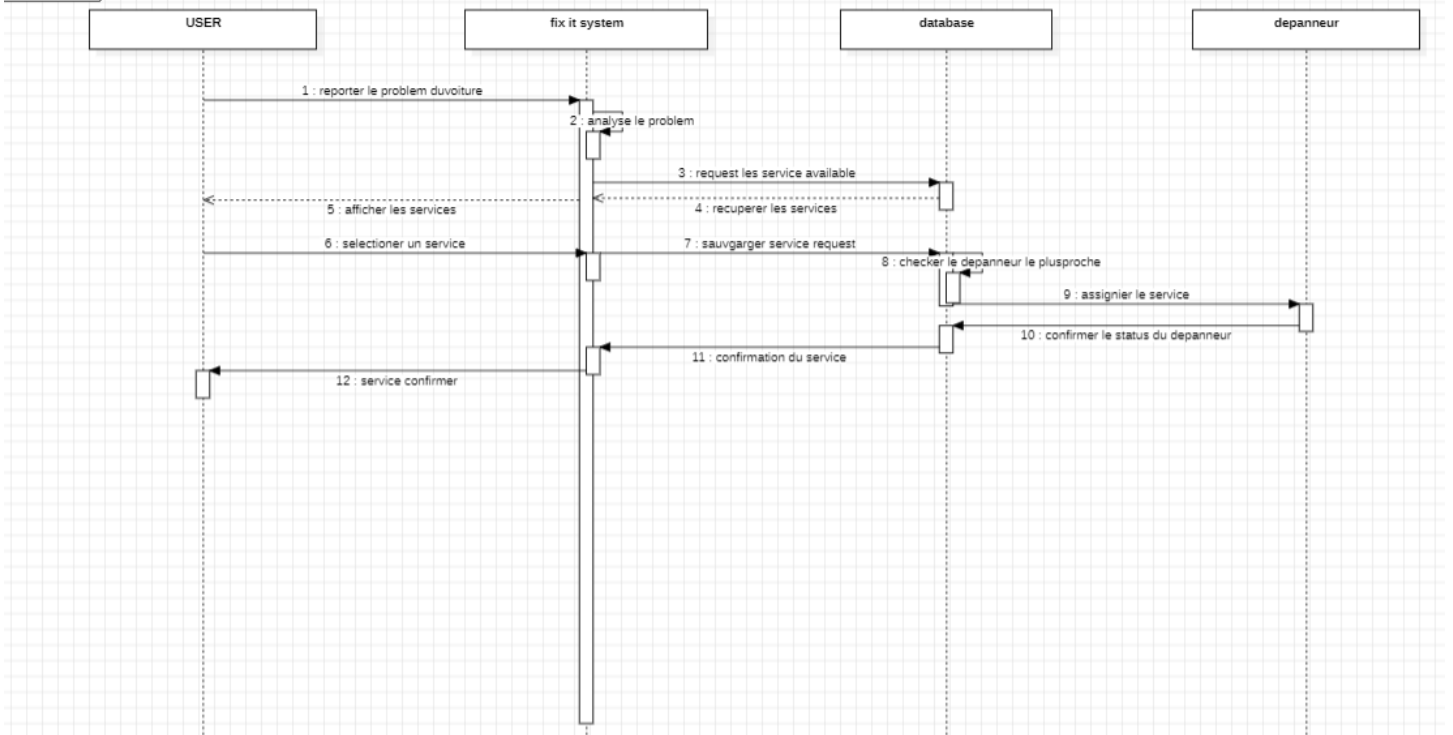 USER
fix it system
database
depanneur
1 : reporter le problem duvoiture
2 : analyse le problem
3 : request les service available
4 : recuperer les services
5 : afficher les services
6 : selectioner un service
7 : sauvgarger service request
8 : checker le depanneur le plusproche
9 : assignier le service
10 : confirmer le status du depanneur
11 : confirmation du service
12 : service confirmer